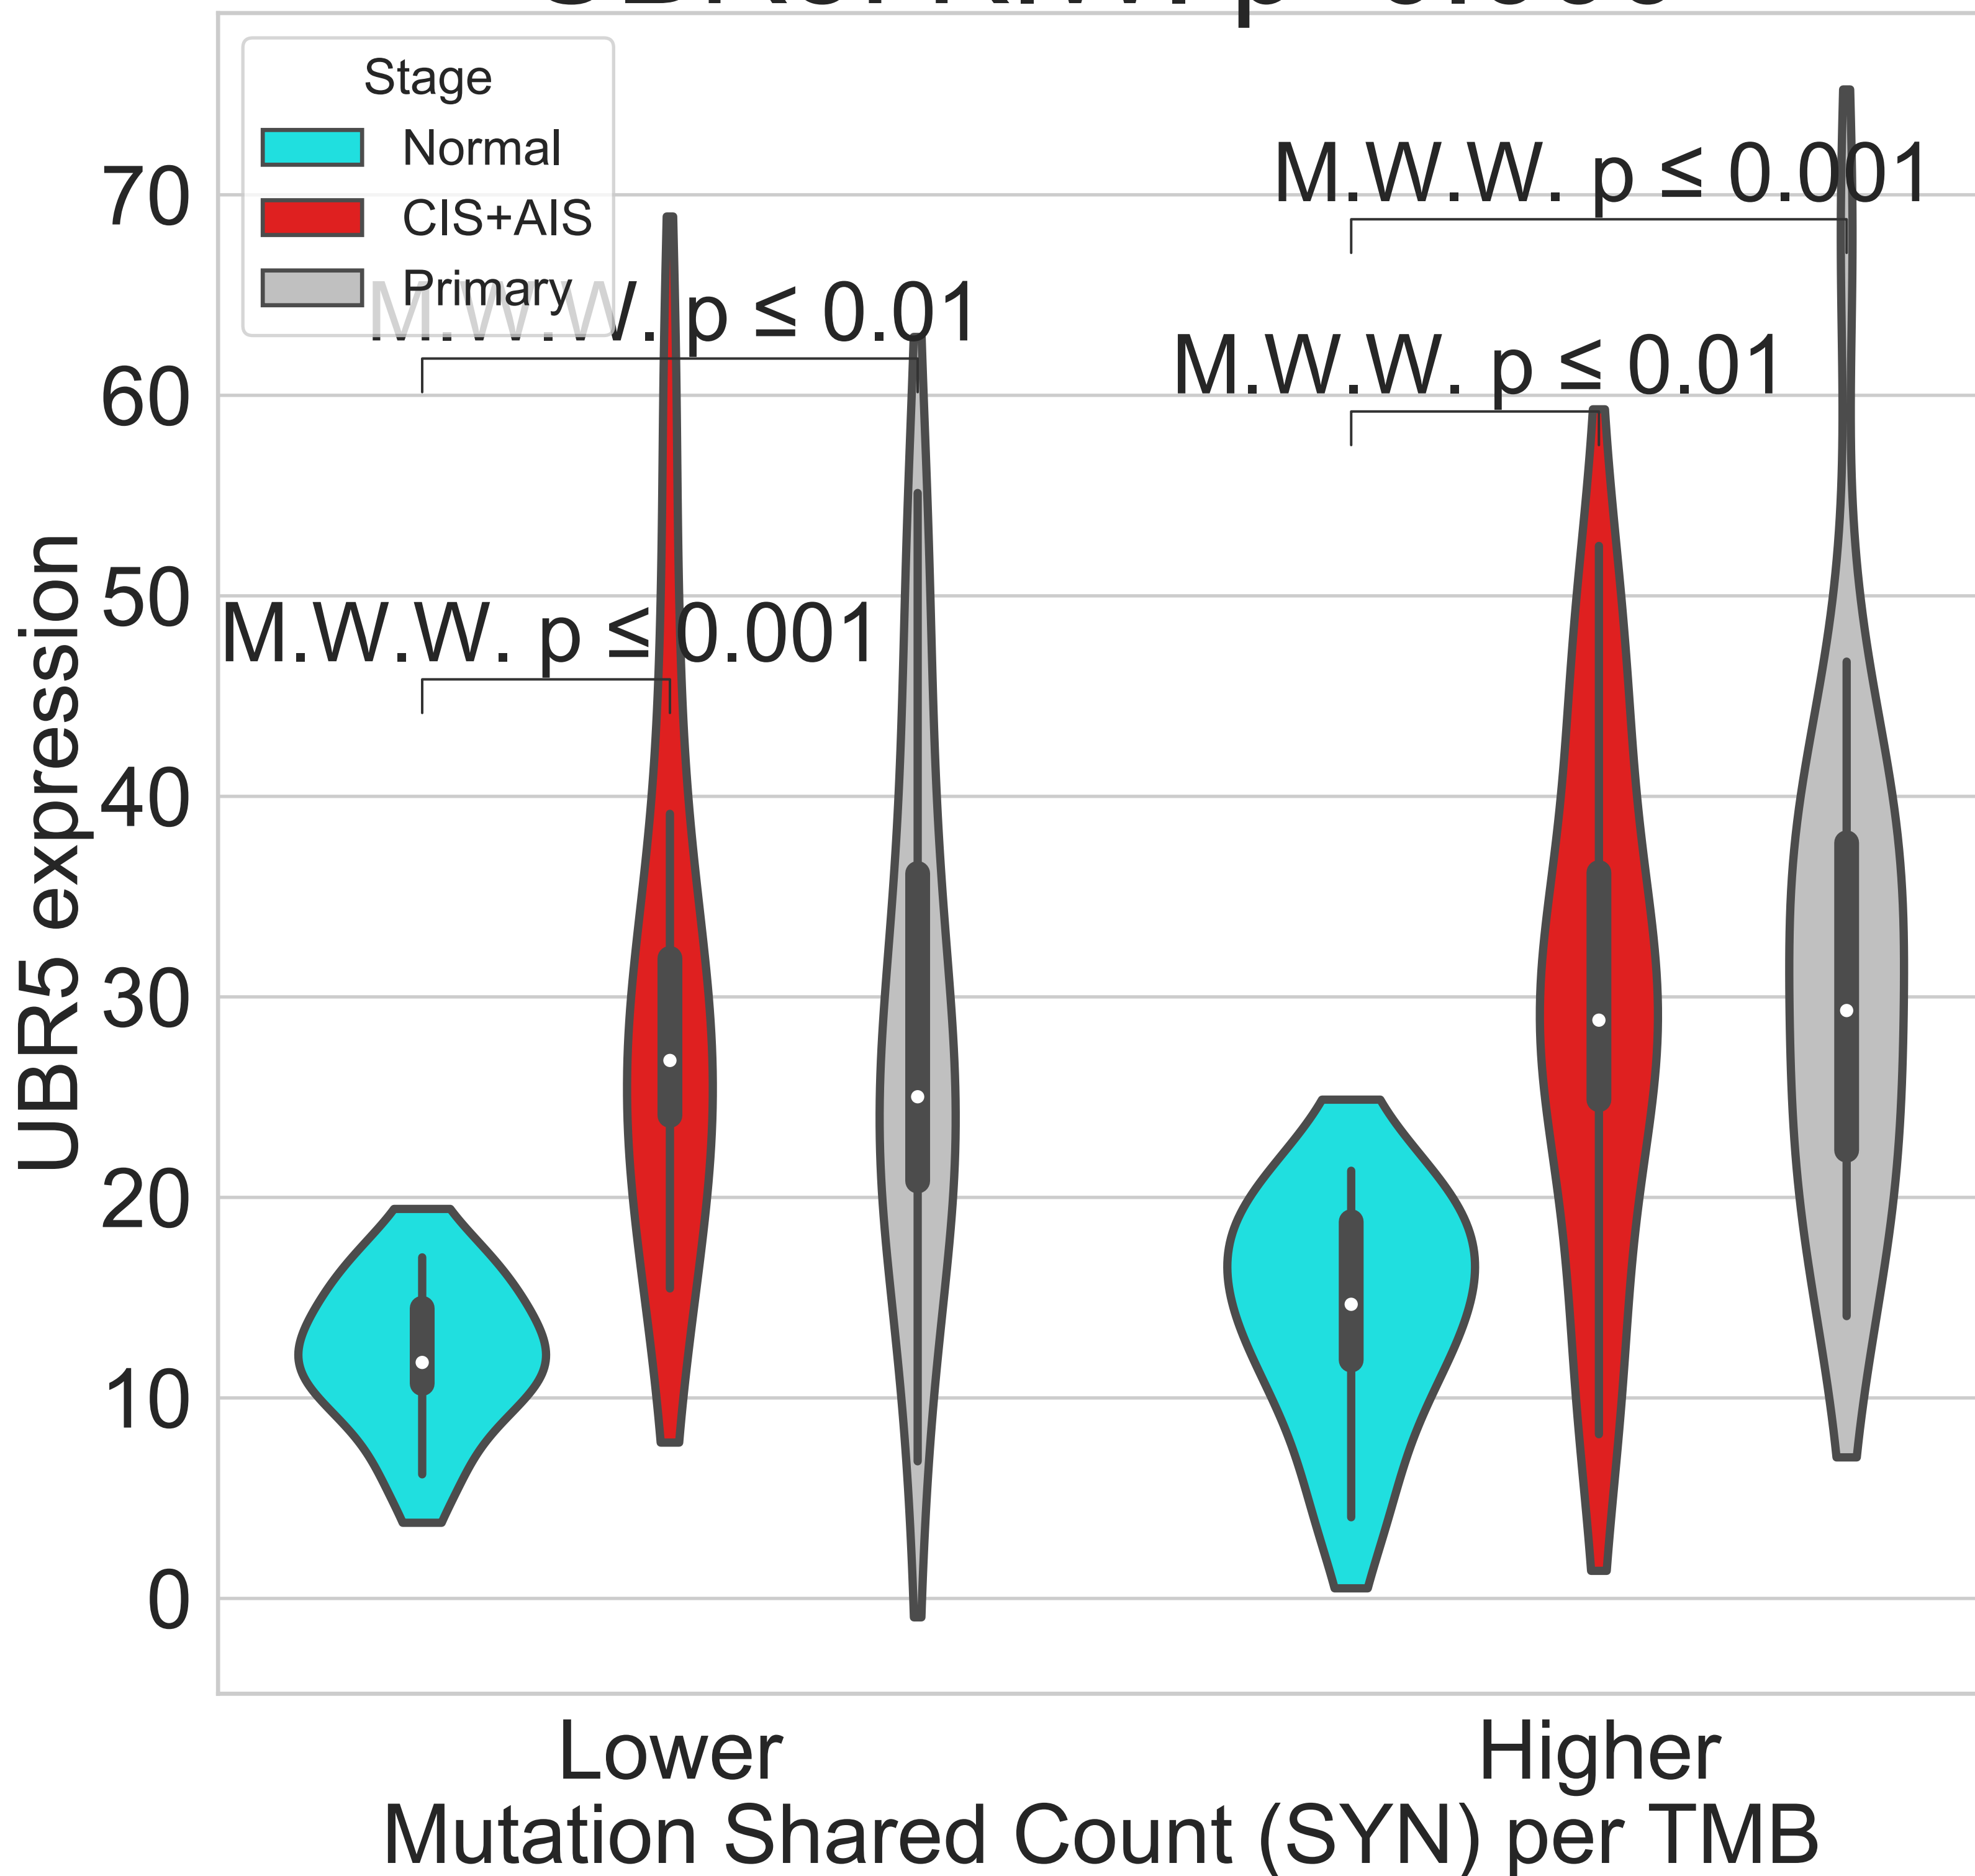 Stage
Normal
CIS+AIS
Primary
M.W.W. p ≤ 0.001
M.W.W. p ≤ 0.01
M.W.W. p ≤ 0.01
M.W.W. p ≤ 0.001
70
60
50
40
30
20
10
0
UBR5 expression
Lower
Higher
Mutation Shared Count (SYN) per TMB